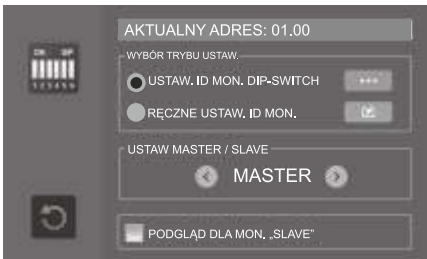 AKTUALNY ADRES: 01.00
WYBÓR TRYBU USTAW.
USTAW. ID MON. DIP-SWITCH
RĘCZNE USTAW. ID MON.
USTAW MASTER / SLAVE
MASTER
PODGLĄD DLA MON. „SLAVE”